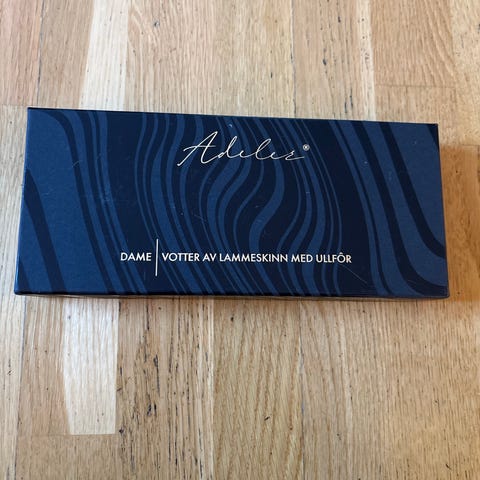 Adeler®
DAME | VOTTER AV LAMMESKINN MED ULLFÔR